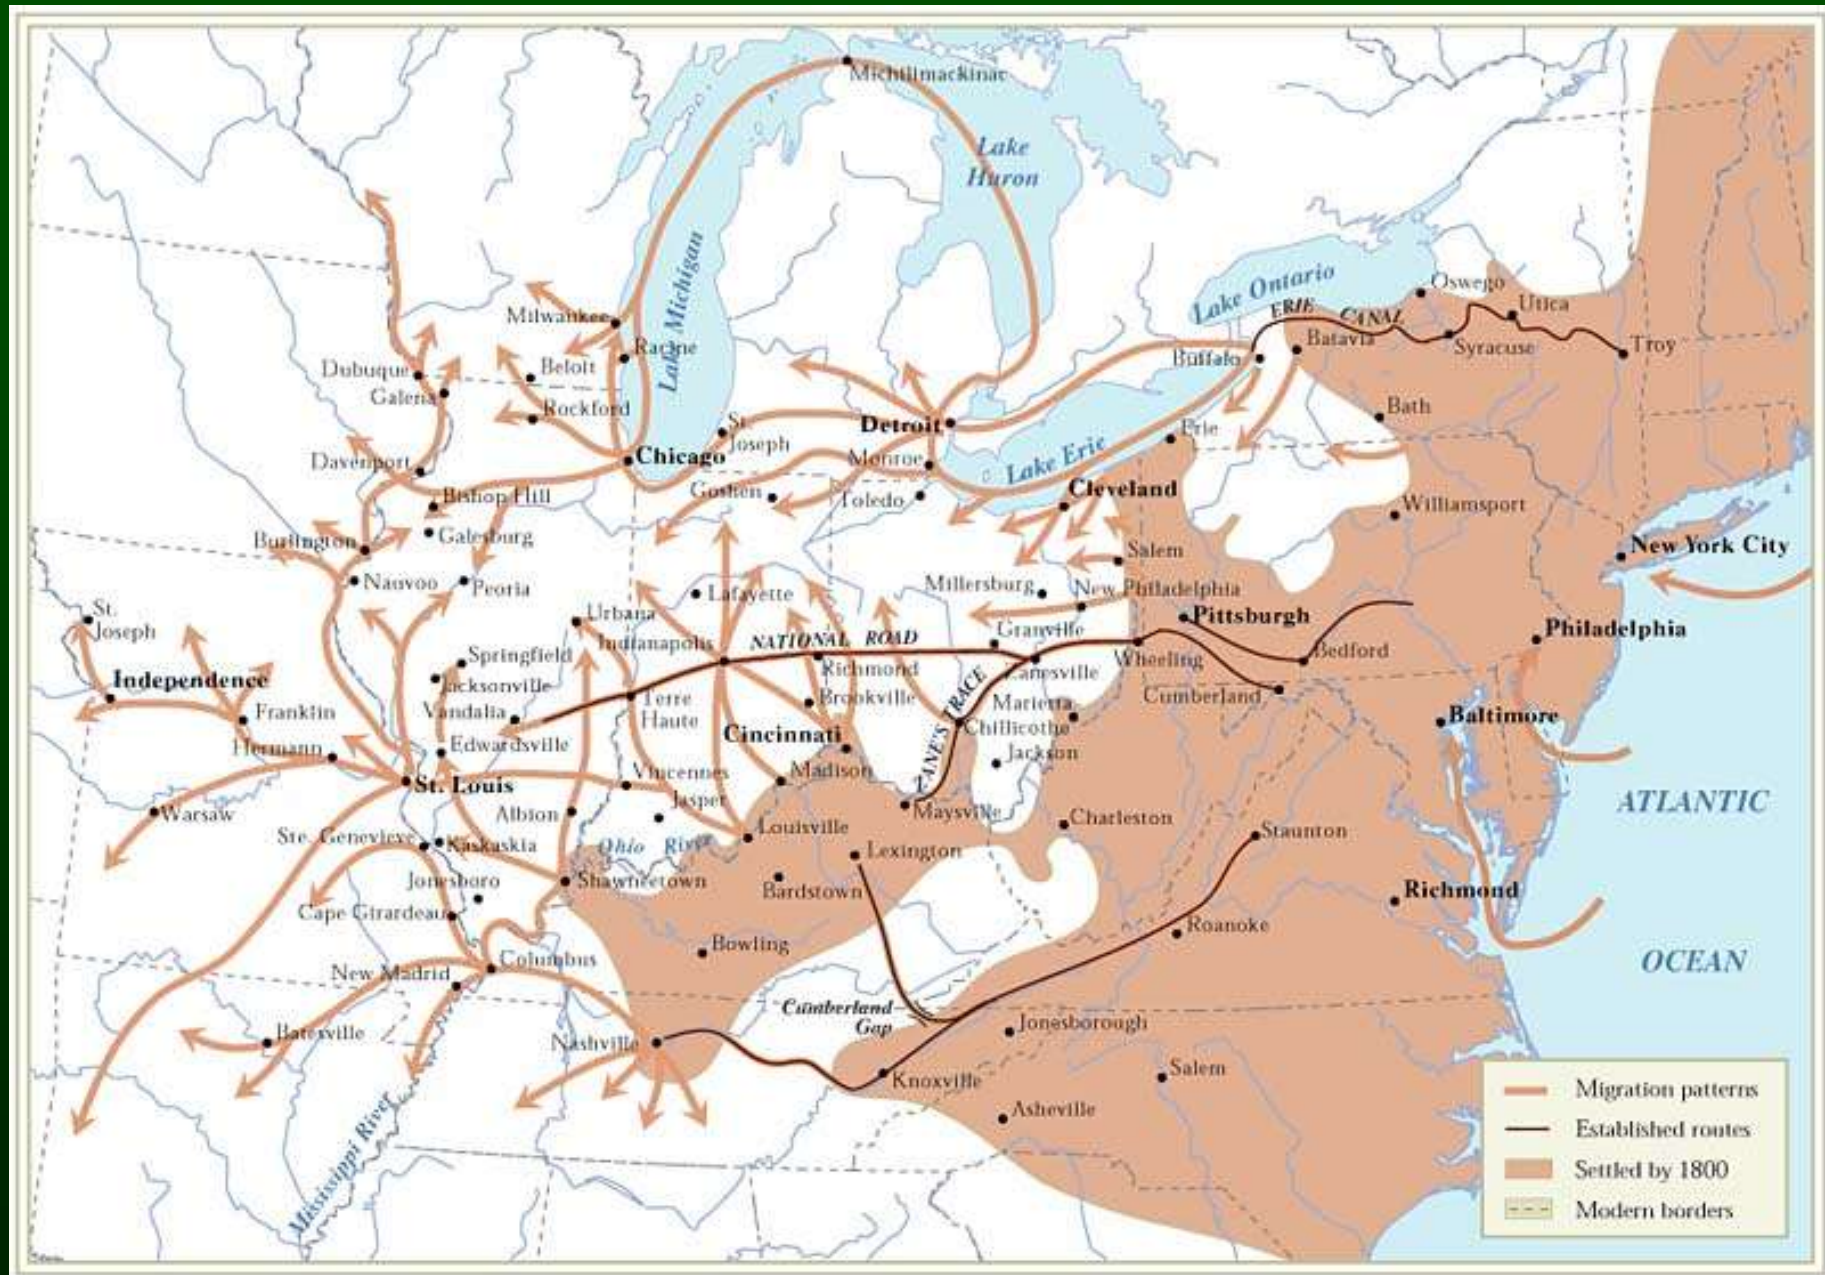 Michilimackinac
Lake
Huron
Lake Michigan
Lake Ontario
Oswego
ERIE CANAL
Utica
Milwaukee
Racine
Buffalo
Batavia
Syracuse
Troy
Dubuque
Beloit
Galena
Rockford
St.
Joseph
Detroit
Bath
Erie
Davenport
Chicago
Monroe
Lake Erie
Bishop Hill
Goshen
Toledo
Cleveland
Williamsport
Burlington
Galesburg
New York City
Salem
Nauvoo
Peoria
Lafayette
Millersburg
New Philadelphia
St.
Joseph
Urbana
Pittsburgh
Philadelphia
Indianapolis
NATIONAL ROAD
Granville
Springfield
Richmond
Zanesville
Wheeling
Bedford
Independence
Jacksonville
Terre
Haute
Brookville
Cumberland
Franklin
Vandalia
Marietta
ZANE'S TRACE
Baltimore
Hermann
Edwardsville
Cincinnati
Chillicothe
Jackson
St. Louis
Vincennes
Madison
Warsaw
Albion
Jasper
Maysville
Charleston
ATLANTIC
Ste. Genevieve
Kaskaskia
Ohio River
Louisville
Staunton
Lexington
Jonesboro
Shawneetown
Bardstown
Richmond
Cape Girardeau
Roanoke
Bowling
OCEAN
New Madrid
Columbus
Cumberland
Gap
Batesville
Nashville
Jonesborough
Knoxville
Salem
Asheville
Mississippi River
Migration patterns
Established routes
Settled by 1800
Modern borders